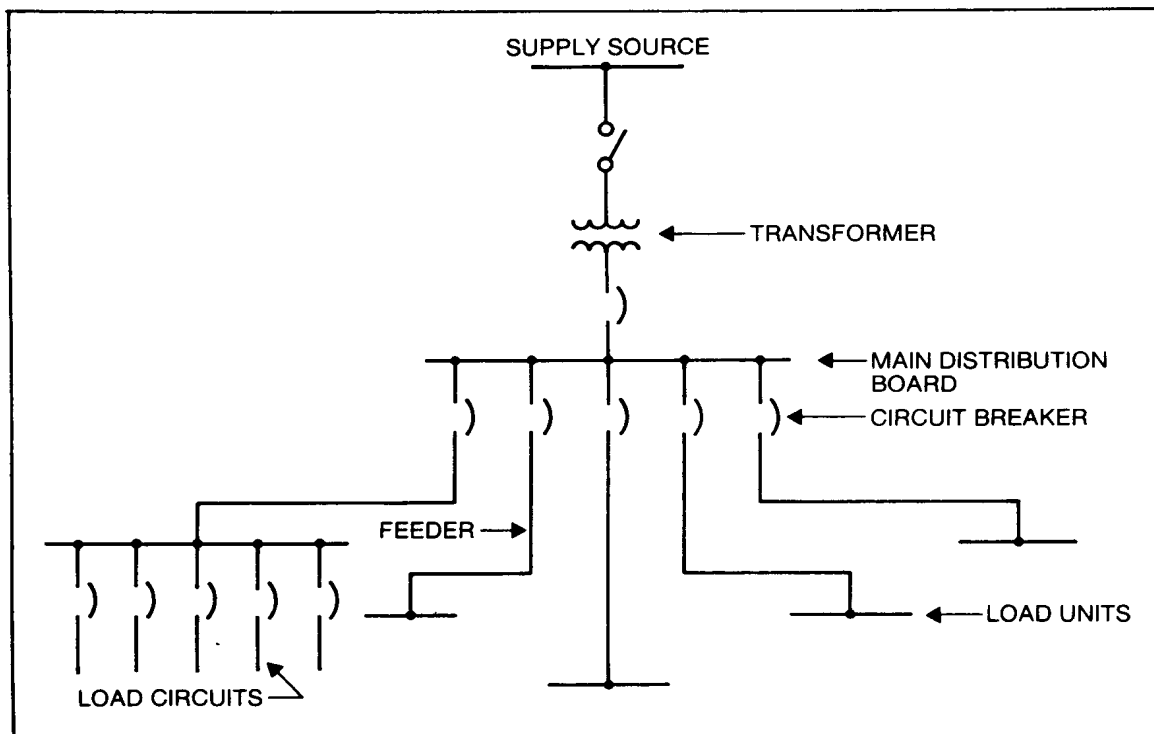 SUPPLY SOURCE
TRANSFORMER
MAIN DISTRIBUTION
BOARD
CIRCUIT BREAKER
FEEDER
LOAD UNITS
LOAD CIRCUITS